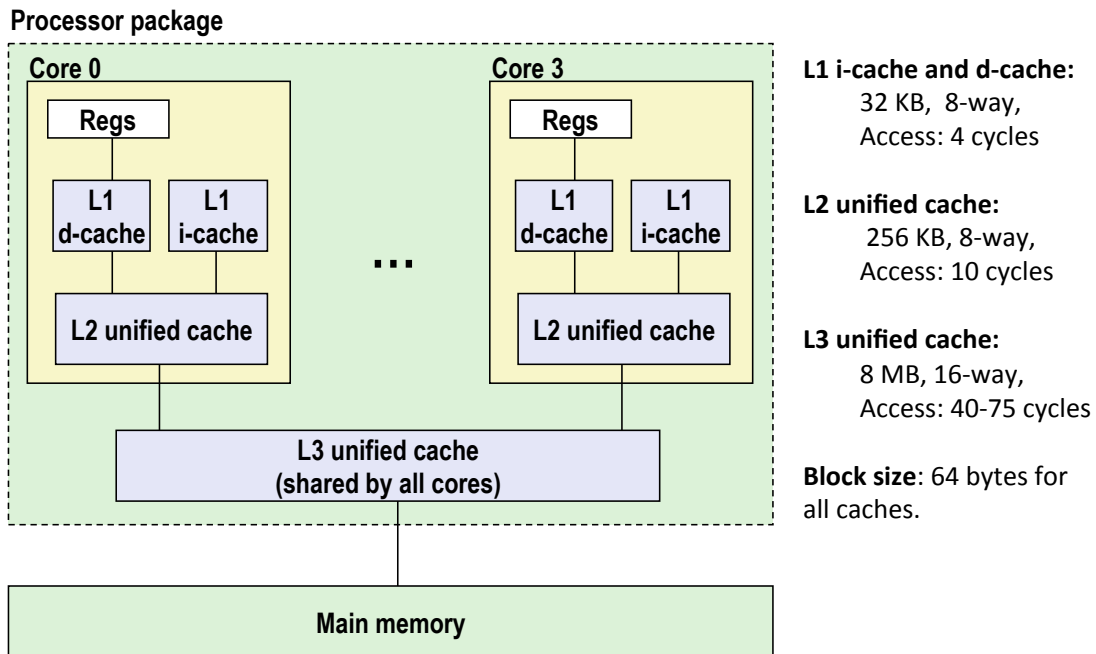 Processor package
Core 0
Regs
L1
d-cache
L1
i-cache
L2 unified cache
...
Core 3
Regs
L1
d-cache
L1
i-cache
L2 unified cache
L3 unified cache
(shared by all cores)
Main memory
L1 i-cache and d-cache:
32 KB, 8-way,
Access: 4 cycles
L2 unified cache:
256 KB, 8-way,
Access: 10 cycles
L3 unified cache:
8 MB, 16-way,
Access: 40-75 cycles
Block size: 64 bytes for
all caches.